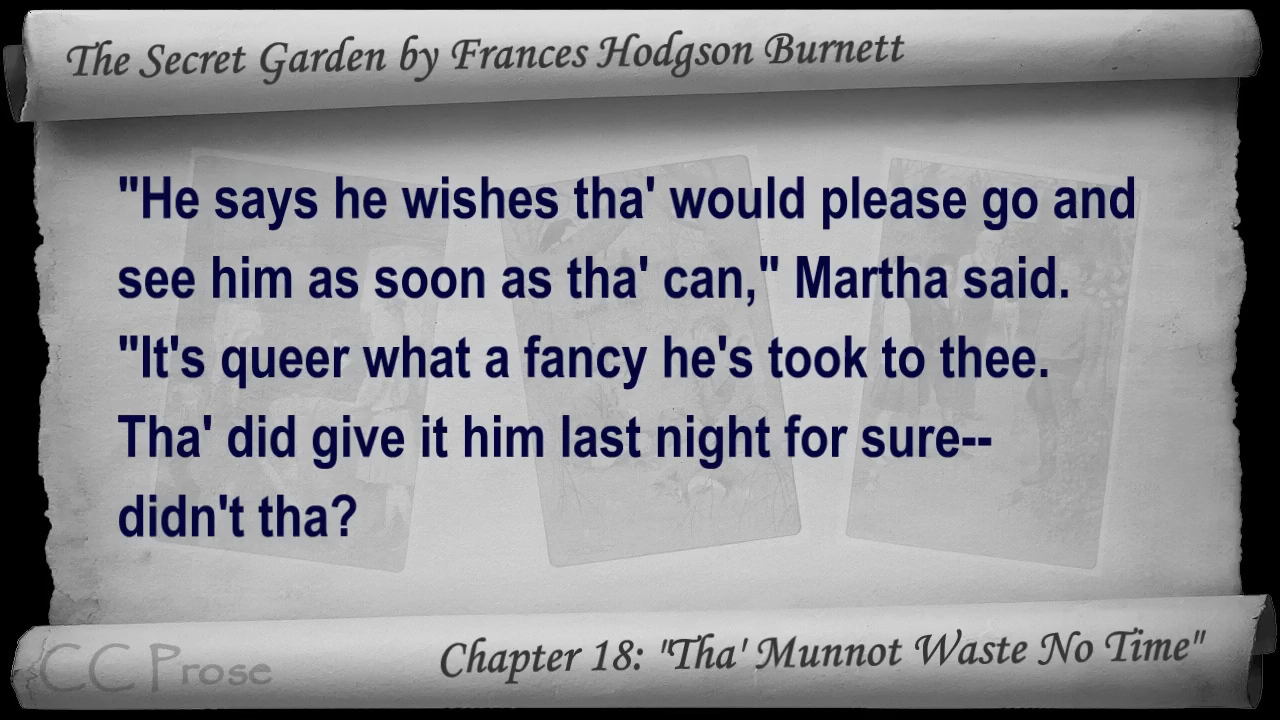 The Secret Garden by Frances Hodgson Burnett
"He says he wishes tha' would please go and
see him as soon as tha' can," Martha said.
"It's queer what a fancy he's took to thee.
Tha' did give it him last night for sure--
didn't tha?
CC Prose
Chapter 18: "Tha' Munnot Waste No Time"